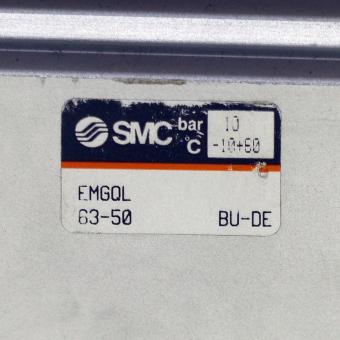 SMC bar 10
°C -10+60
EMGQL
63-50 BU-DE